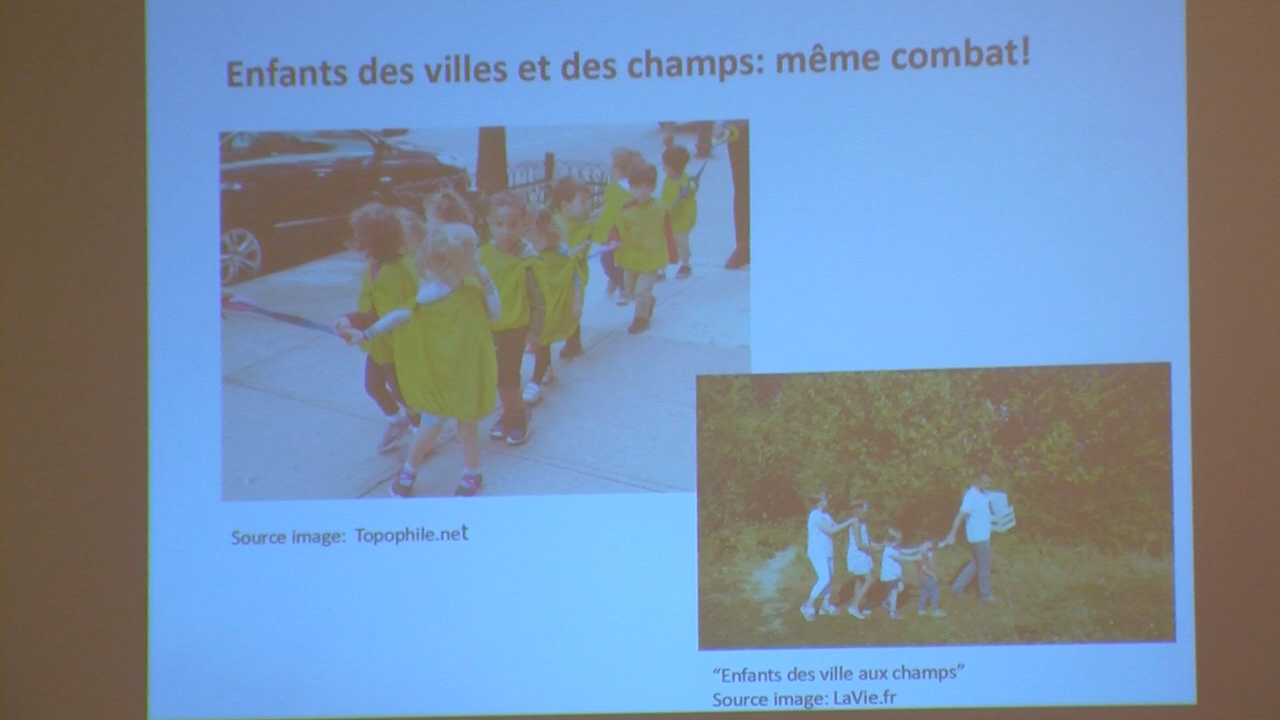 Enfants des villes et des champs: même combat!
Source image: Topophile.net
“Enfants des ville aux champs”
Source image: LaVie.fr